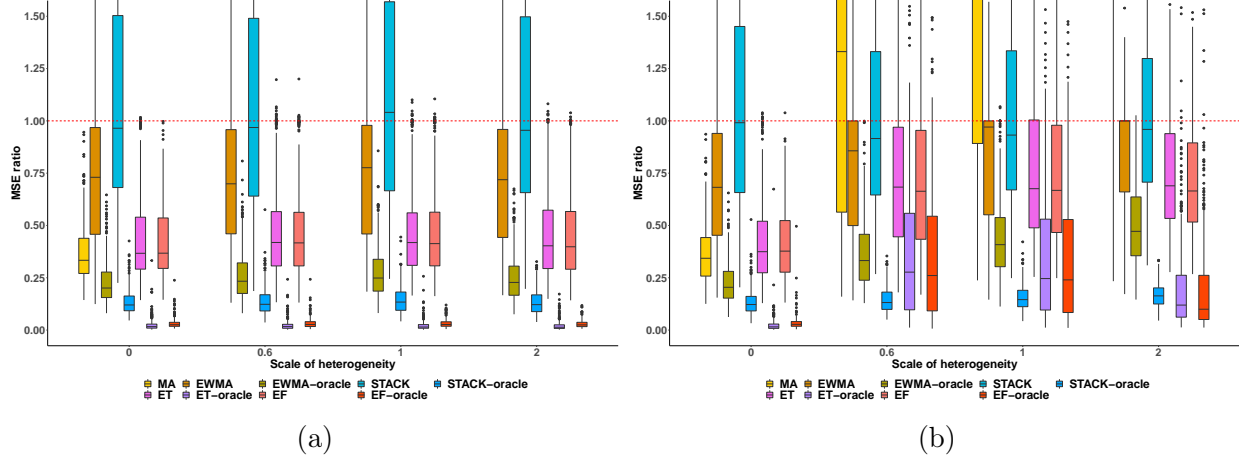 1.50
1.25
1.00
0.75
0.50
0.25
0.00
MSE ratio
0 0.6 1 2
Scale of heterogeneity
MA EWMA EWMA−oracle STACK STACK−oracle
ET ET−oracle EF EF−oracle
(a)
1.50
1.25
1.00
0.75
0.50
0.25
0.00
MSE ratio
0 0.6 1 2
Scale of heterogeneity
MA EWMA EWMA−oracle STACK STACK−oracle
ET ET−oracle EF EF−oracle
(b)